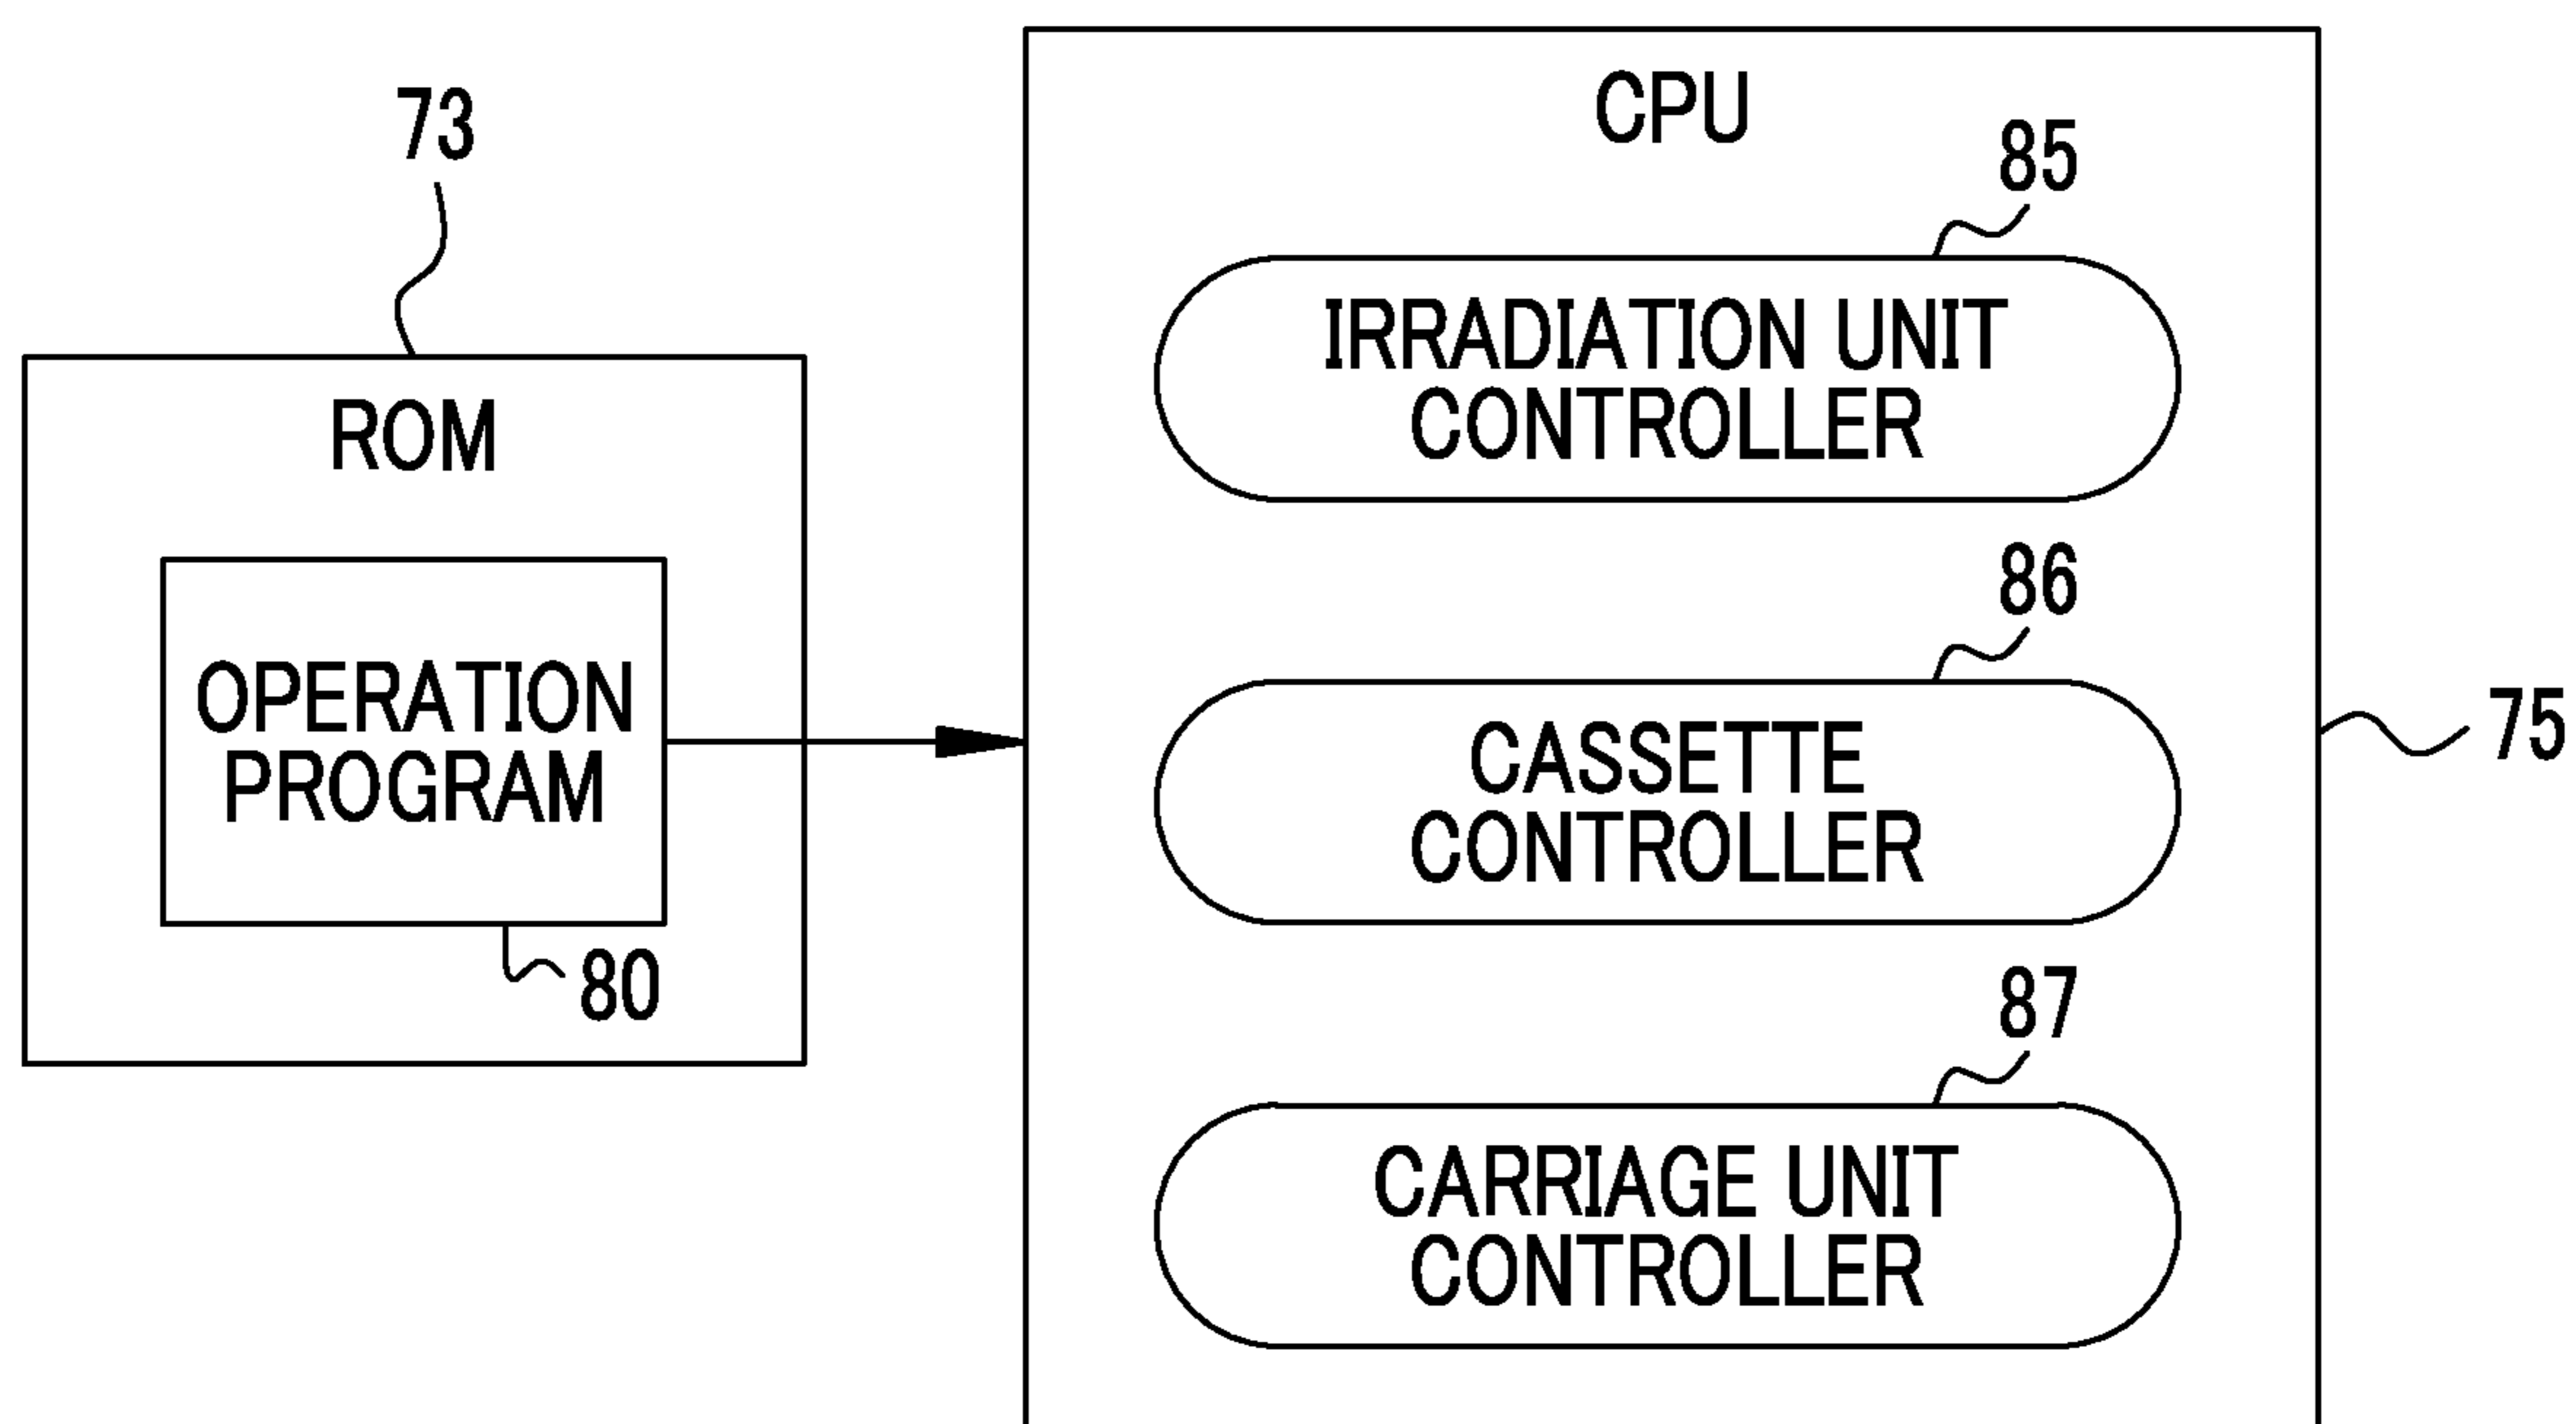 73
ROM
OPERATION
PROGRAM
80
CPU
85
IRRADIATION UNIT
CONTROLLER
86
CASSETTE
CONTROLLER
87
CARRIAGE UNIT
CONTROLLER
75